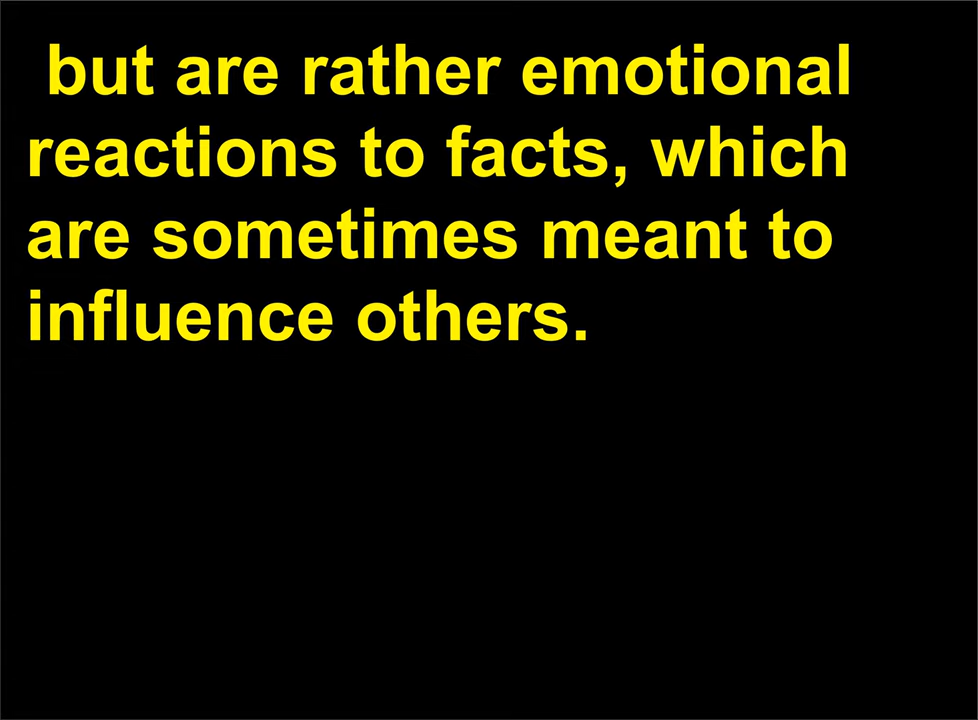 but are rather emotional
reactions to facts, which
are sometimes meant to
influence others.